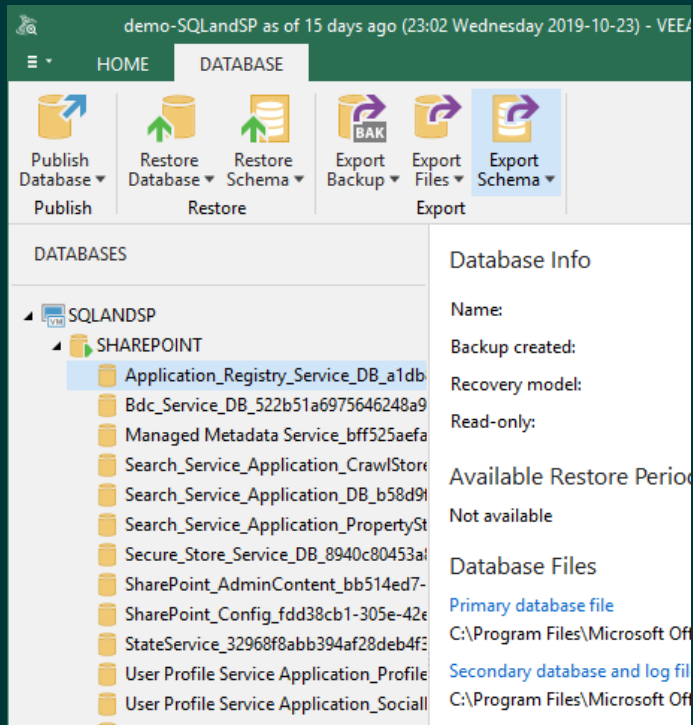 demo-SQLandSP as of 15 days ago (23:02 Wednesday 2019-10-23) - VEEA
HOME DATABASE
Publish Database
Restore Database
Restore Schema
Export Backup
BAK
Export Files
Export Schema
Publish Restore Export
DATABASES
SQLANDSP
VM
SHAREPOINT
Application_Registry_Service_DB_a1db
Bdc_Service_DB_522b51a6975646248a9
Managed Metadata Service_bff525aefa
Search_Service_Application_CrawlStore
Search_Service_Application_DB_b58d9f
Search_Service_Application_PropertySt
Secure_Store_Service_DB_8940c80453a
SharePoint_AdminContent_bb514ed7-
SharePoint_Config_fdd38cb1-305e-42e
StateService_32968f8abb394af28deb4f3
User Profile Service Application_Profile
User Profile Service Application_Social
Database Info
Name:
Backup created:
Recovery model:
Read-only:
Available Restore Period
Not available
Database Files
Primary database file
C:\Program Files\Microsoft Off
Secondary database and log fil
C:\Program Files\Microsoft Off